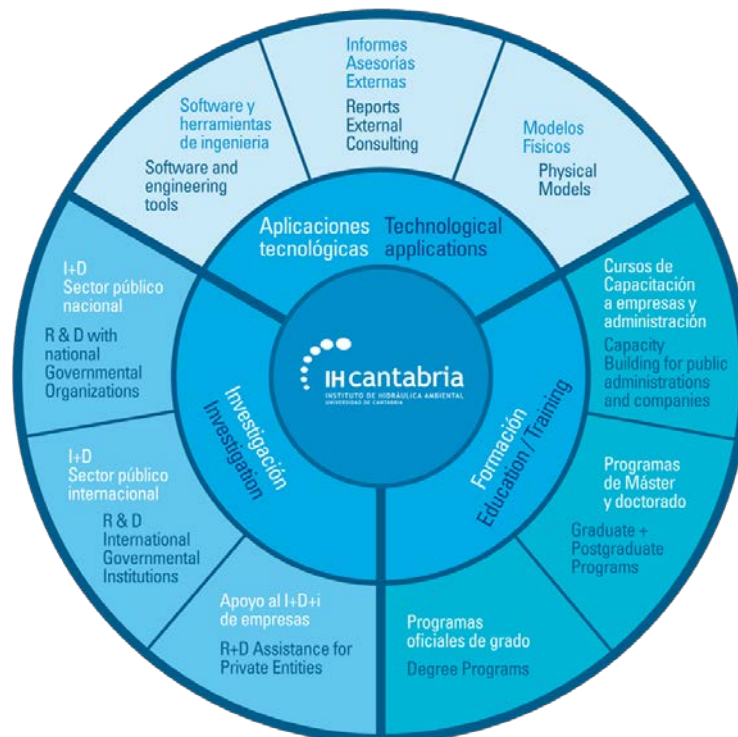 Informes
Asesorías
Externas
Reports
External
Consulting
Software y
herramientas
de ingenieria
Software and
engineering
tools
Modelos
Físicos
Physical
Models
Aplicaciones
tecnológicas
Technological
applications
I+D
Sector público
nacional
R & D with
national
Governmental
Organizations
Cursos de
Capacitación
a empresas y
administración
Capacity
Building for public
administrations
and companies
IHcantabria
INSTITUTO DE HIDRÁULICA AMBIENTAL
UNIVERSIDAD DE CANTABRIA
Investigación
Investigation
Formación
Education / Training
I+D
Sector público
internacional
R & D
International
Governmental
Institutions
Programas
de Máster
y doctorado
Graduate +
Postgraduate
Programs
Apoyo al I+D+i
de empresas
R+D Assistance for
Private Entities
Programas
oficiales de grado
Degree Programs